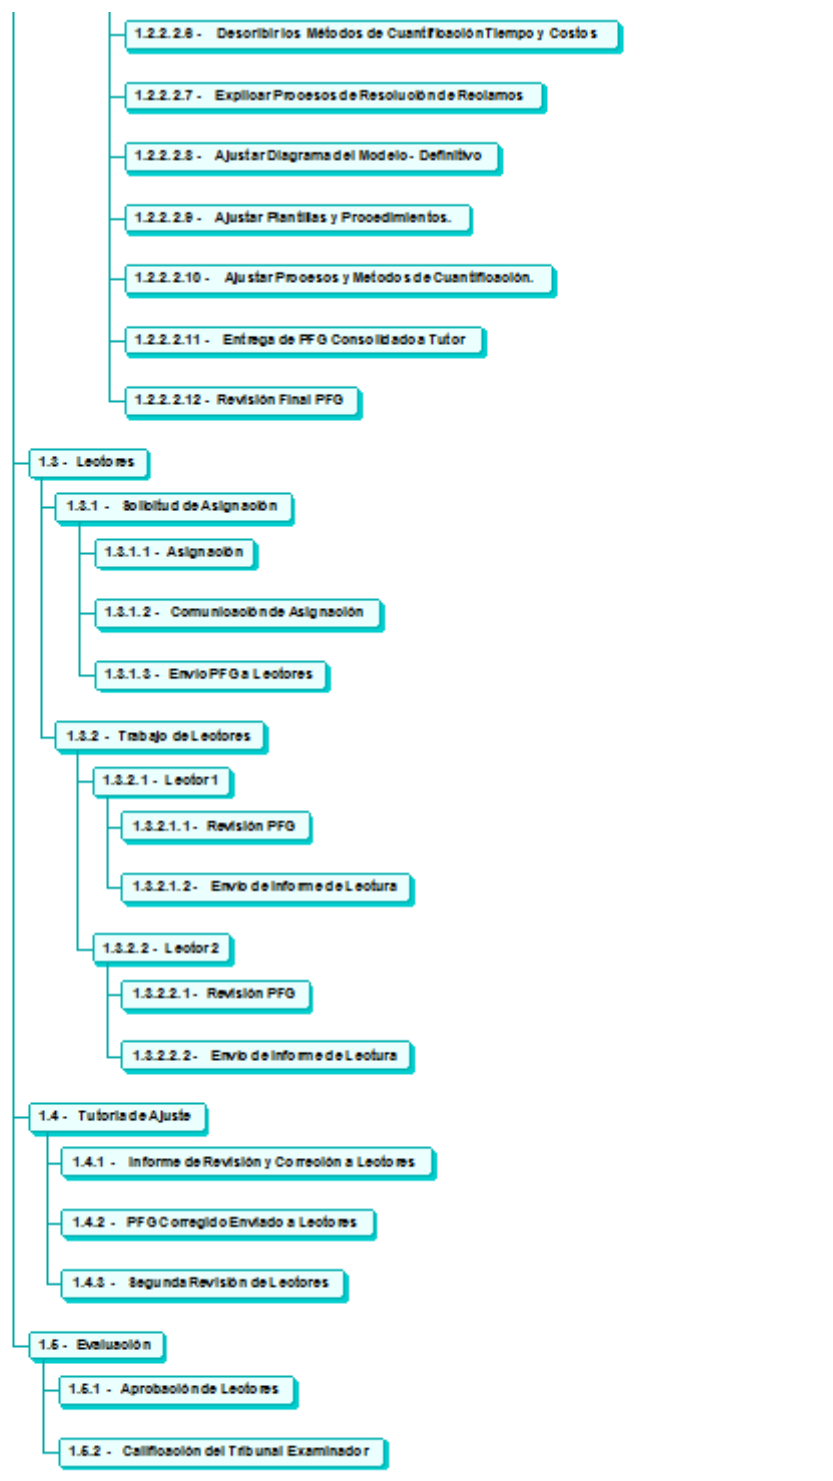 1.2.2.2.6 - Describir los Métodos de Cuantificación Tiempo y Costos
1.2.2.2.7 - Explicar Procesos de Resolución de Reclamos
1.2.2.2.8 - Ajustar Diagrama del Modelo - Definitivo
1.2.2.2.9 - Ajustar Plantillas y Procedimientos.
1.2.2.2.10 - Ajustar Procesos y Metodos de Cuantificación.
1.2.2.2.11 - Entrega de PFG Consolidado a Tutor
1.2.2.2.12 - Revisión Final PFG
1.3 - Lectores
1.3.1 - Solicitud de Asignación
1.3.1.1 - Asignación
1.3.1.2 - Comunicación de Asignación
1.3.1.3 - Envio PFG a Lectores
1.3.2 - Trabajo de Lectores
1.3.2.1 - Lector 1
1.3.2.1.1 - Revisión PFG
1.3.2.1.2 - Envio de Informe de Lectura
1.3.2.2 - Lector 2
1.3.2.2.1 - Revisión PFG
1.3.2.2.2 - Envio de Informe de Lectura
1.4 - Tutoria de Ajuste
1.4.1 - Informe de Revisión y Correción a Lectores
1.4.2 - PFG Corregido Enviado a Lectores
1.4.3 - Segunda Revisión de Lectores
1.5 - Evaluación
1.5.1 - Aprobación de Lectores
1.5.2 - Calificación del Tribunal Examinador